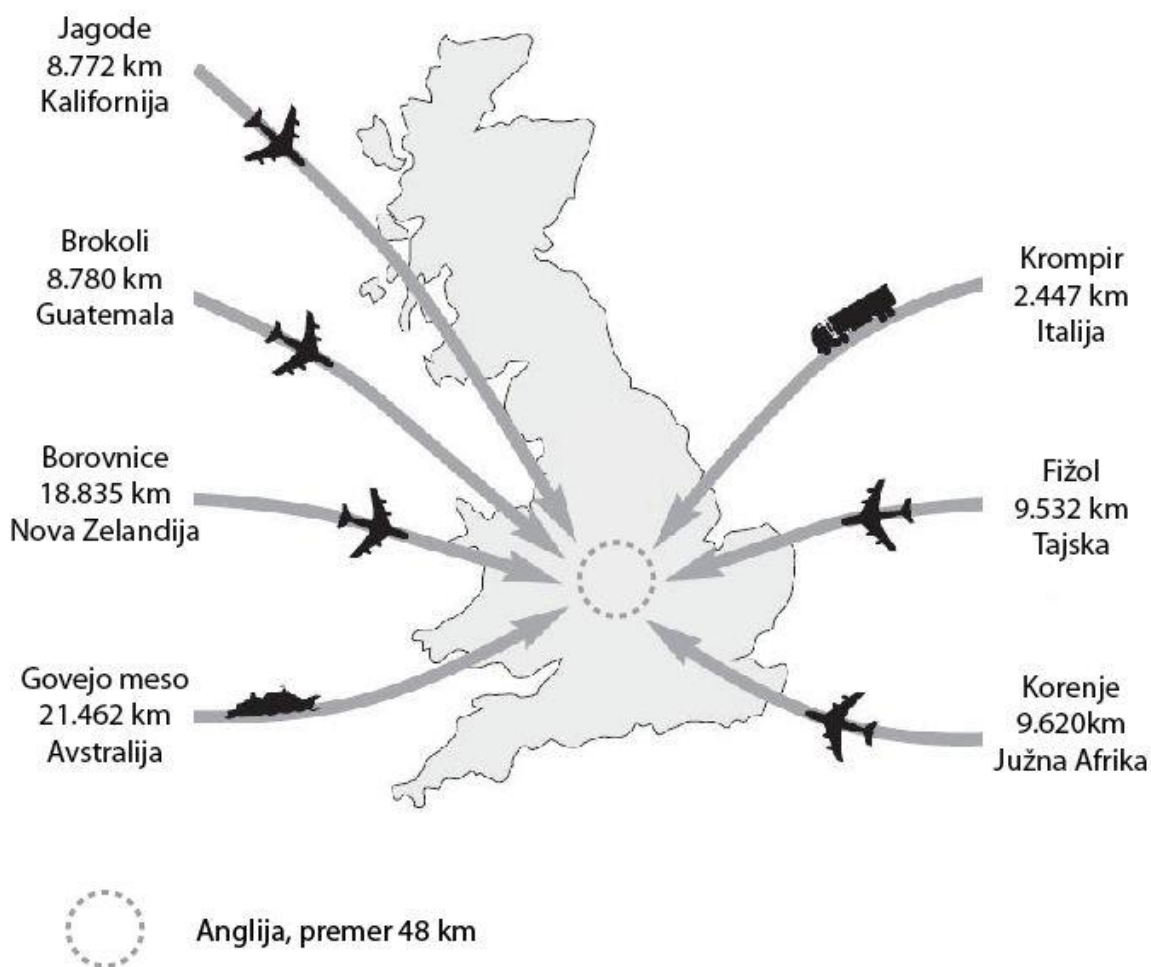 Jagode
8.772 km
Kalifornija
Brokoli
8.780 km
Guatemala
Borovnice
18.835 km
Nova Zelandija
Govejo meso
21.462 km
Avstralija
Krompir
2.447 km
Italija
Fižol
9.532 km
Tajska
Korenje
9.620km
Južna Afrika
Anglija, premer 48 km